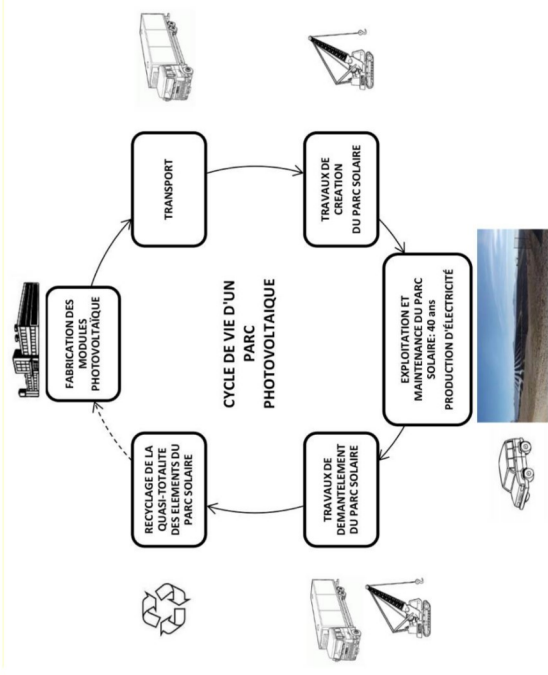 FABRICATION DES
MODULES
PHOTOVOLTAÏQUE
TRANSPORT
TRAVAUX DE
CREATION
DU PARC SOLAIRE
EXPLOITATION ET
MAINTENANCE DU PARC
SOLAIRE: 40 ans
PRODUCTION D'ÉLECTRICITÉ
TRAVAUX DE
DEMANTELEMENT
DU PARC SOLAIRE
RECYCLAGE DE LA
QUASI-TOTALITE
DES ELEMENTS DU
PARC SOLAIRE
CYCLE DE VIE D'UN
PARC
PHOTOVOLTAIQUE